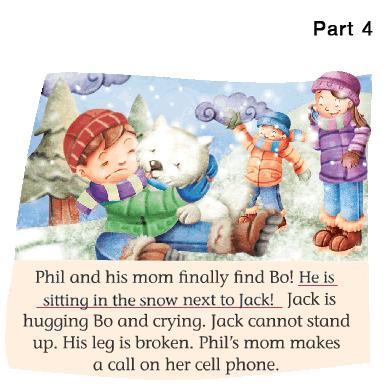 Part 4
Phil and his mom finally find Bo! He is
sitting in the snow next to Jack! Jack is
hugging Bo and crying. Jack cannot stand
up. His leg is broken. Phil's mom makes
a call on her cell phone.